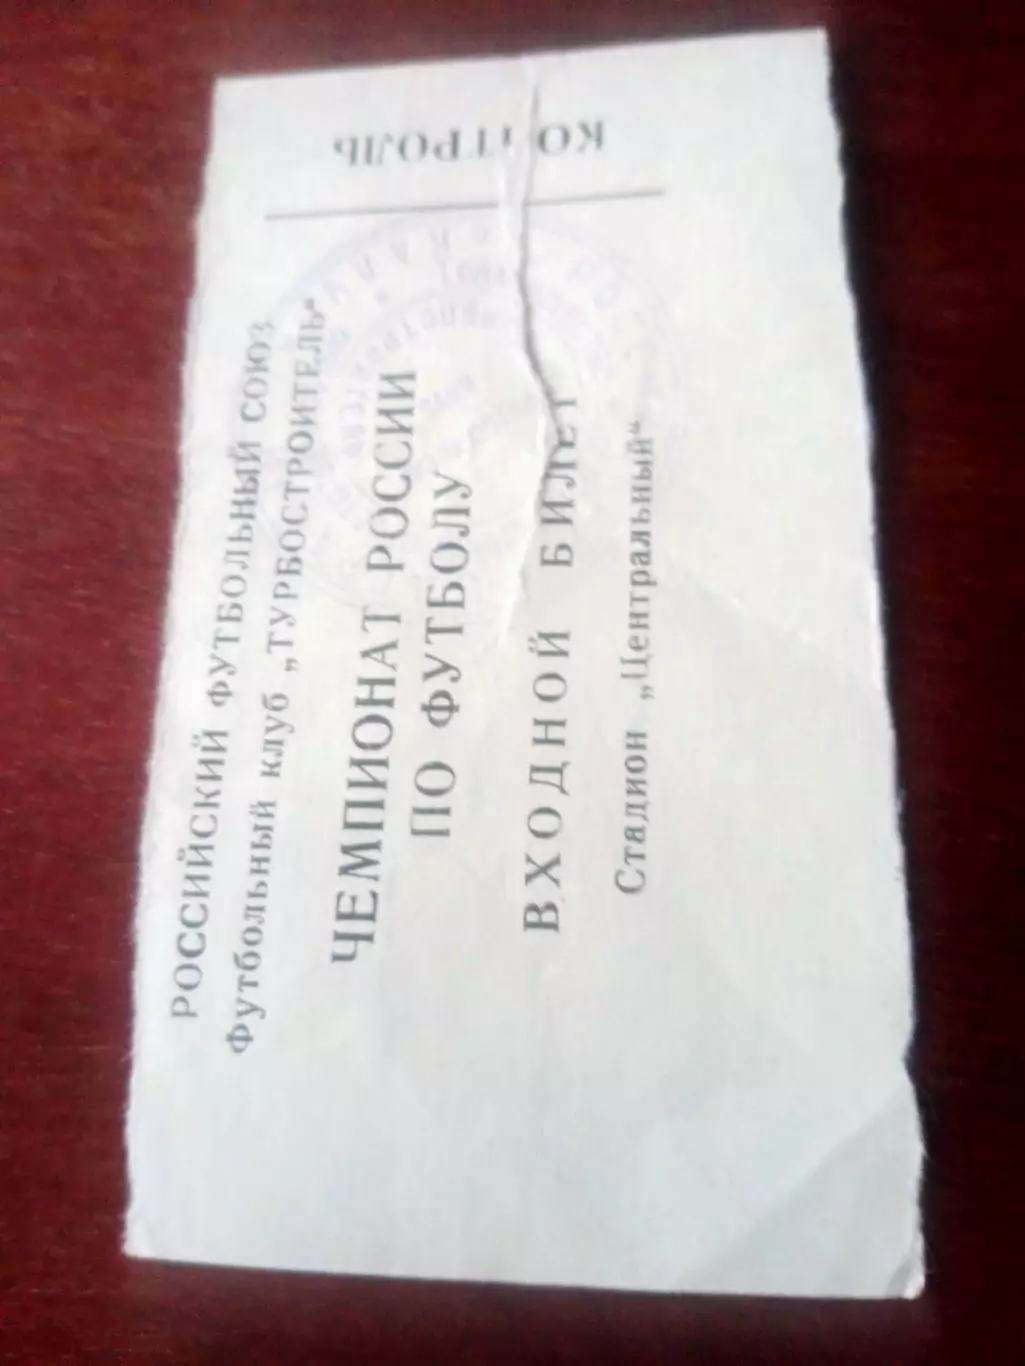 РОССИЙСКИЙ ФУТБОЛЬНЫЙ СОЮЗ
Футбольный клуб „ТУРБОСТРОИТЕЛЬ“
ЧЕМПИОНАТ РОССИИ
ПО ФУТБОЛУ
ВХОДНОЙ БИЛЕТ
Стадион „Центральный“
КОНТРОЛЬ